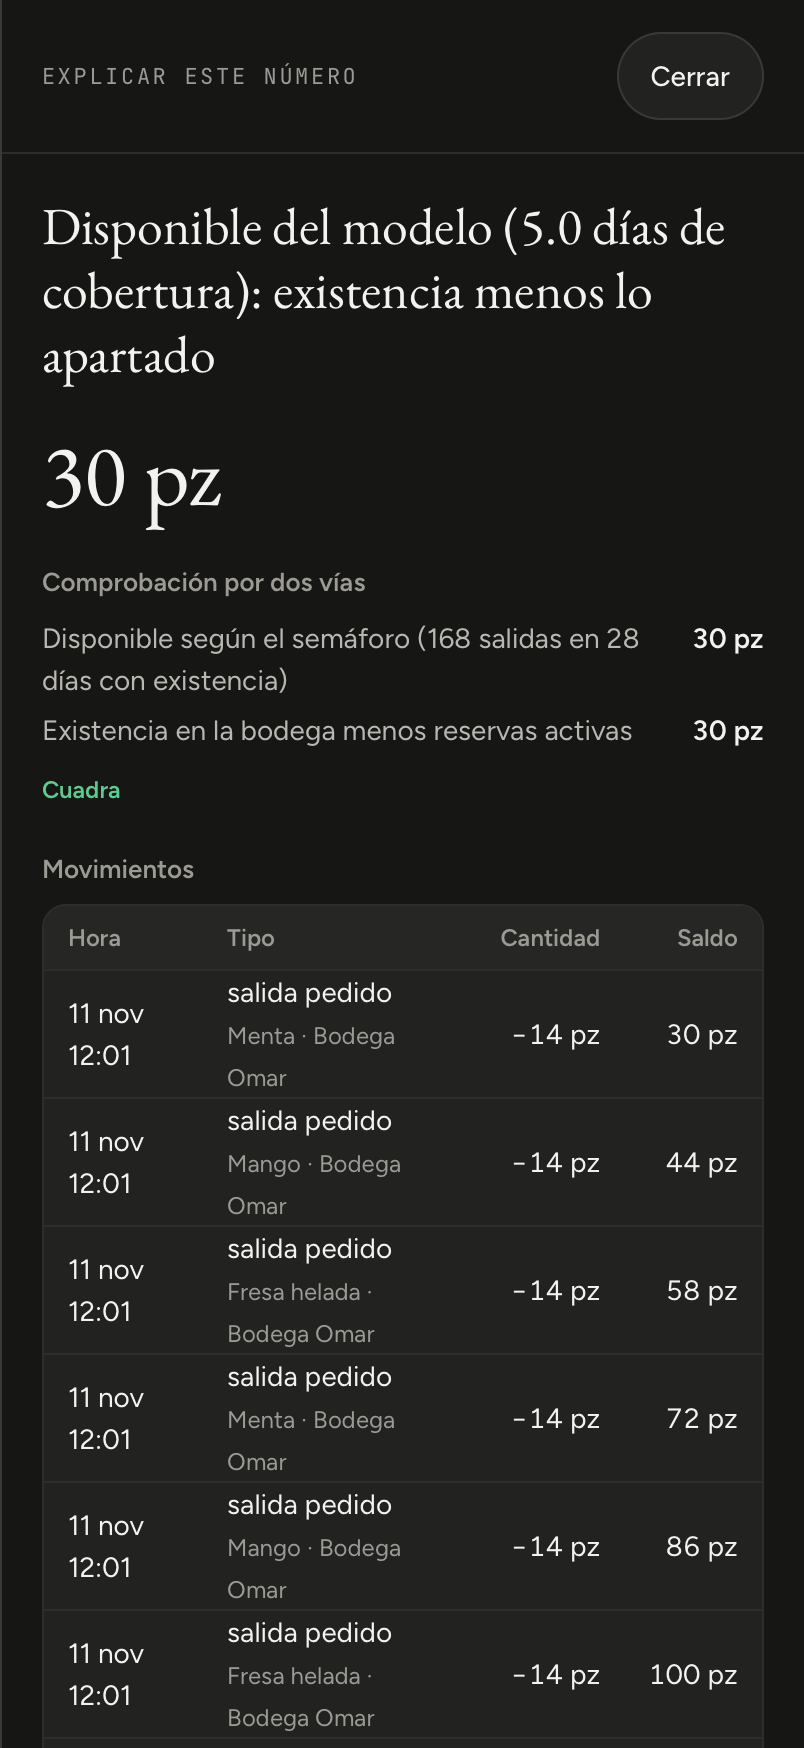 EXPLICAR ESTE NÚMERO
Cerrar
Disponible del modelo (5.0 días de
cobertura): existencia menos lo
apartado
30 pz
Comprobación por dos vías
Disponible según el semáforo (168 salidas en 28 30 pz
días con existencia)
Existencia en la bodega menos reservas activas 30 pz
Cuadra
Movimientos
Hora Tipo Cantidad Saldo
salida pedido
11 nov
Menta · Bodega −14 pz 30 pz
12:01
Omar
salida pedido
11 nov
Mango · Bodega −14 pz 44 pz
12:01
Omar
salida pedido
11 nov
Fresa helada · −14 pz 58 pz
12:01
Bodega Omar
salida pedido
11 nov
Menta · Bodega −14 pz 72 pz
12:01
Omar
salida pedido
11 nov
Mango · Bodega −14 pz 86 pz
12:01
Omar
salida pedido
11 nov
Fresa helada · −14 pz 100 pz
12:01
Bodega Omar